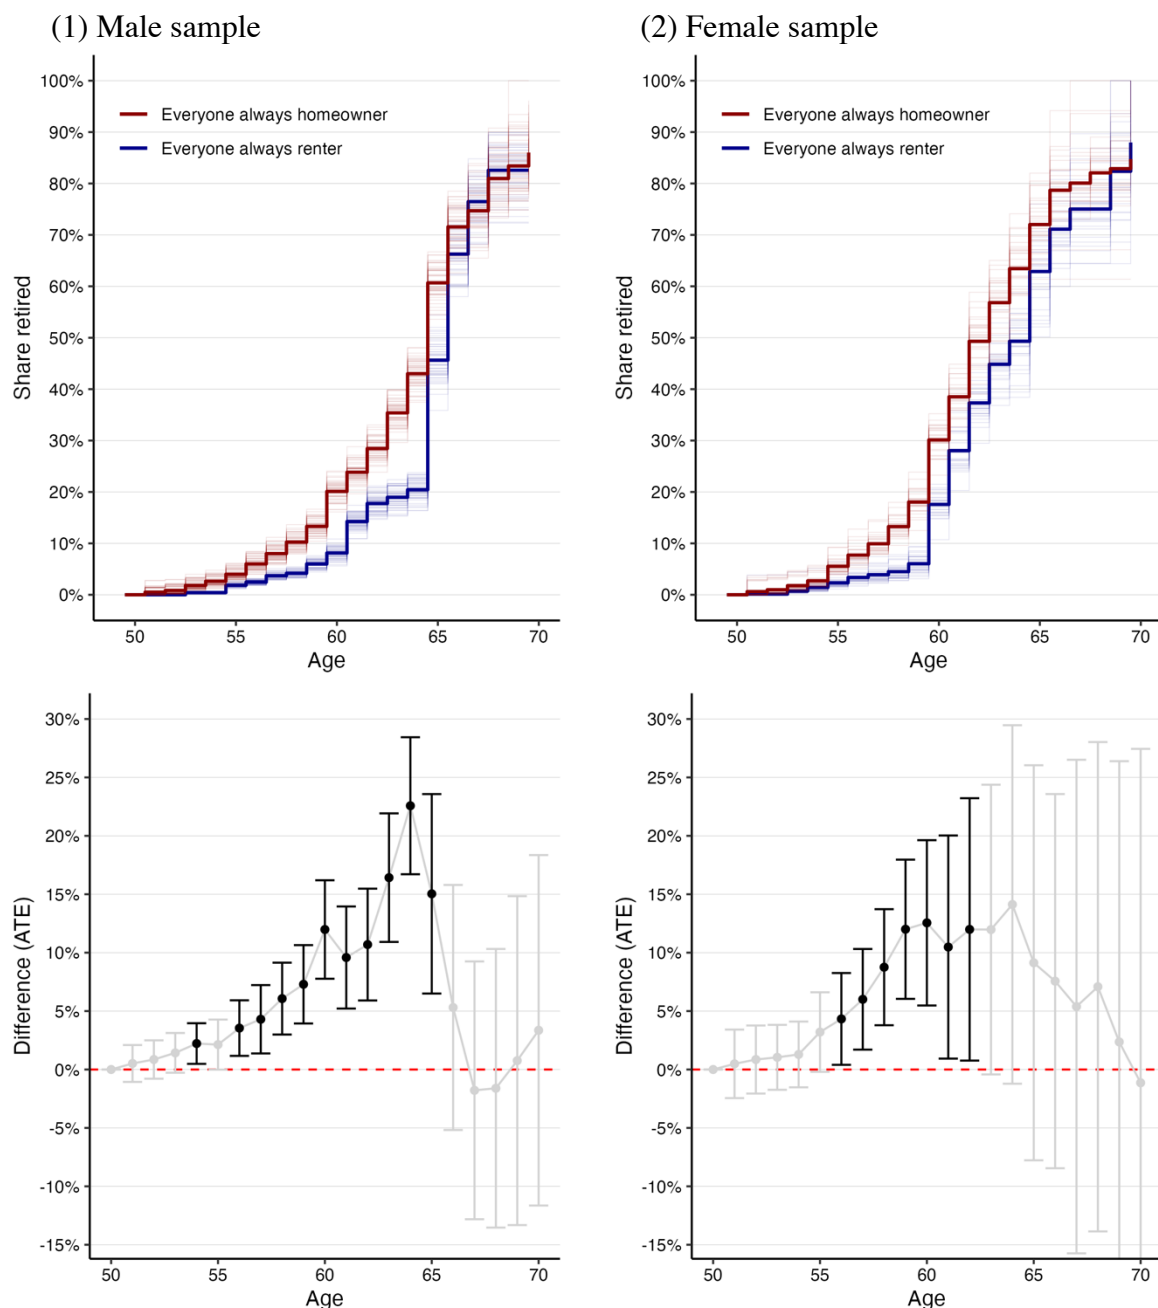 (1) Male sample
(2) Female sample
100%
90%
80%
70%
60%
50%
40%
30%
20%
10%
0%
Share retired
Everyone always homeowner
Everyone always renter
50 55 60 65 70
Age
100%
90%
80%
70%
60%
50%
40%
30%
20%
10%
0%
Share retired
Everyone always homeowner
Everyone always renter
50 55 60 65 70
Age
30%
25%
20%
15%
10%
5%
0%
-5%
-10%
-15%
Difference (ATE)
50 55 60 65 70
Age
30%
25%
20%
15%
10%
5%
0%
-5%
-10%
-15%
Difference (ATE)
50 55 60 65 70
Age